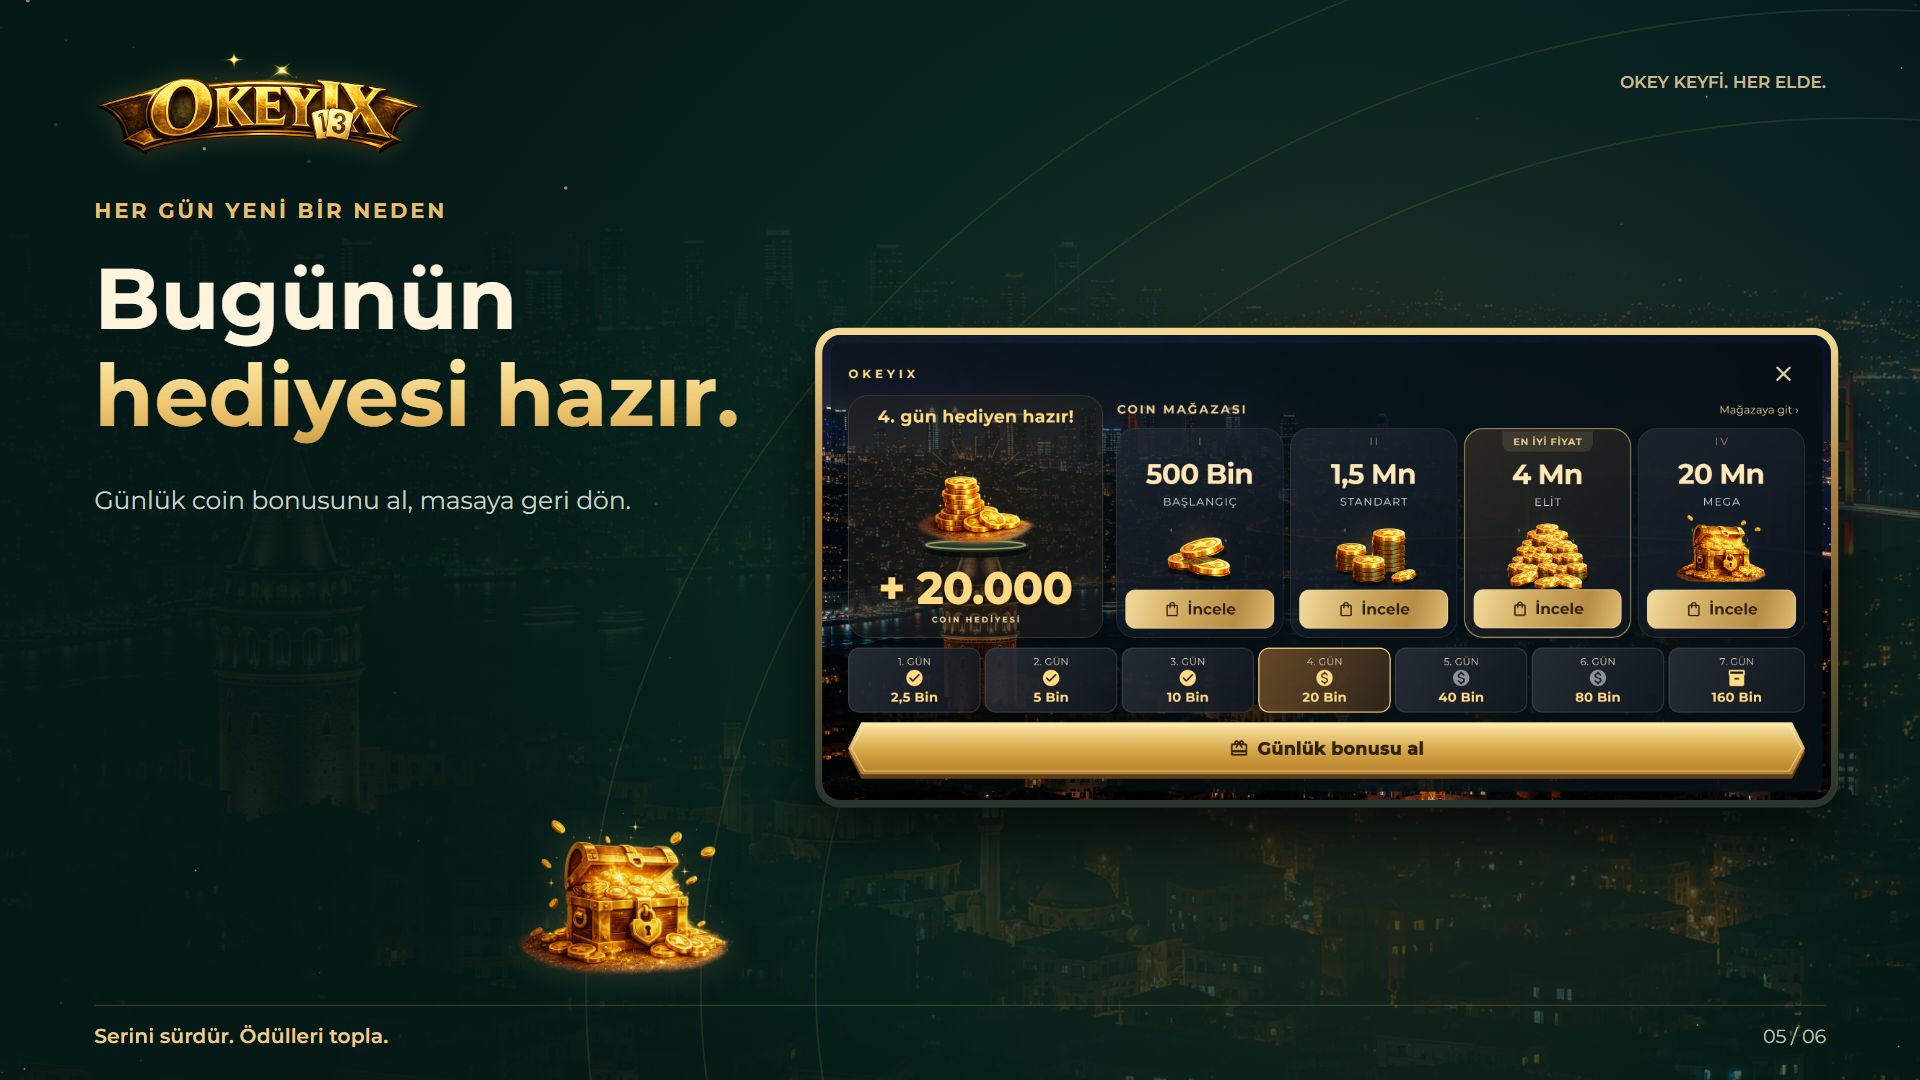 OKEYIX
13
OKEY KEYFİ. HER ELDE.
HER GÜN YENİ BİR NEDEN
Bugünün
hediyesi hazır.
Günlük coin bonusunu al, masaya geri dön.
OKEYIX
4. gün hediyen hazır!
+ 20.000
COIN HEDİYESİ
COIN MAĞAZASI
Mağazaya git ›
I
500 Bin
BAŞLANGIÇ
İncele
II
1,5 Mn
STANDART
İncele
EN İYİ FİYAT
4 Mn
ELİT
İncele
IV
20 Mn
MEGA
İncele
1. GÜN
2,5 Bin
2. GÜN
5 Bin
3. GÜN
10 Bin
4. GÜN
20 Bin
5. GÜN
40 Bin
6. GÜN
80 Bin
7. GÜN
160 Bin
Günlük bonusu al
Serini sürdür. Ödülleri topla.
05 / 06